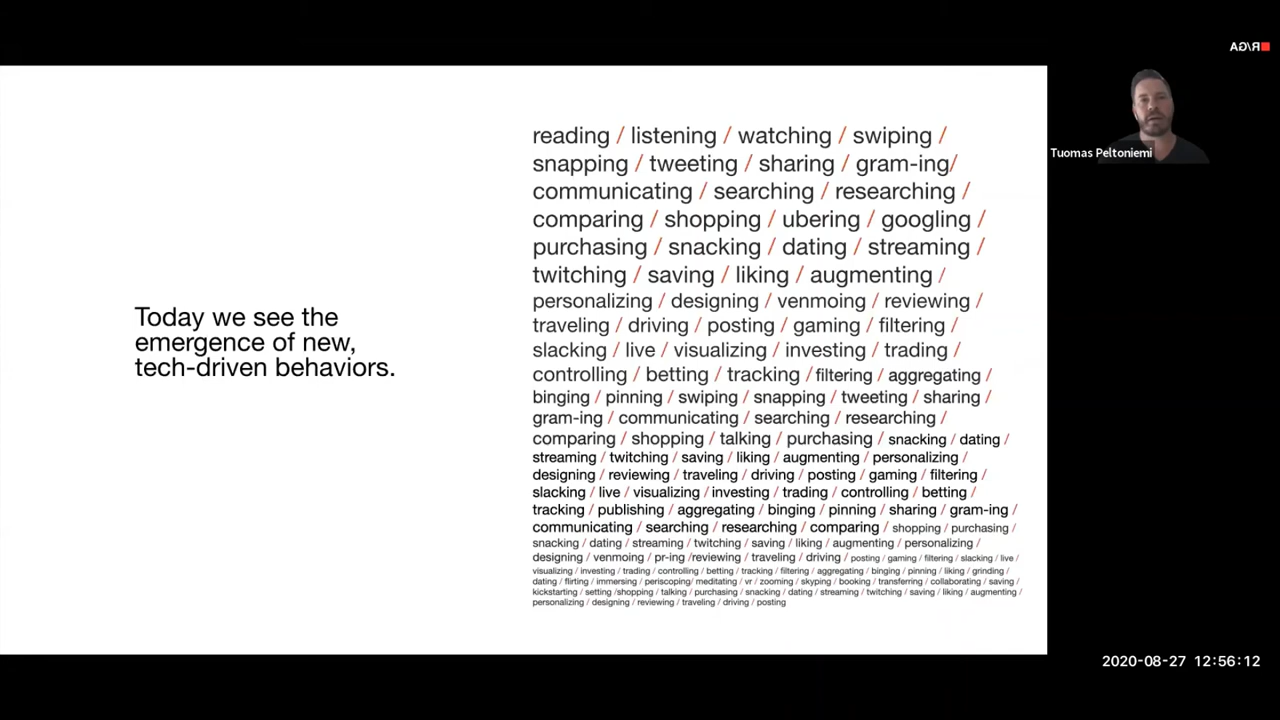 R/GA
Today we see the
emergence of new,
tech-driven behaviors.
reading / listening / watching / swiping /
snapping / tweeting / sharing / gram-ing/
communicating / searching / researching /
comparing / shopping / ubering / googling /
purchasing / snacking / dating / streaming /
twitching / saving / liking / augmenting /
personalizing / designing / venmoing / reviewing /
traveling / driving / posting / gaming / filtering /
slacking / live / visualizing / investing / trading /
controlling / betting / tracking / filtering / aggregating /
binging / pinning / swiping / snapping / tweeting / sharing /
gram-ing / communicating / searching / researching /
comparing / shopping / talking / purchasing / snacking / dating /
streaming / twitching / saving / liking / augmenting / personalizing /
designing / reviewing / traveling / driving / posting / gaming / filtering /
slacking / live / visualizing /investing / trading / controlling / betting /
tracking / publishing / aggregating / binging / pinning / sharing / gram-ing /
communicating / searching / researching / comparing / shopping / purchasing /
snacking / dating / streaming / twitching / saving / liking / augmenting / personalizing /
designing / venmoing / pr-ing /reviewing / traveling / driving / posting / gaming / filtering / slacking / live /
visualizing / investing / trading / controlling / betting / tracking / filtering / aggregating / binging / pinning / liking / grinding /
dating / flirting / immersing / periscoping/ meditating / vr / zooming / skyping / booking / transferring / collaborating / saving /
kickstarting / setting /shopping / talking / purchasing / snacking / dating / streaming / twitching / saving / liking / augmenting /
personalizing / designing / reviewing / traveling / driving / posting
Tuomas Peltoniemi
2020-08-27 12:56:12